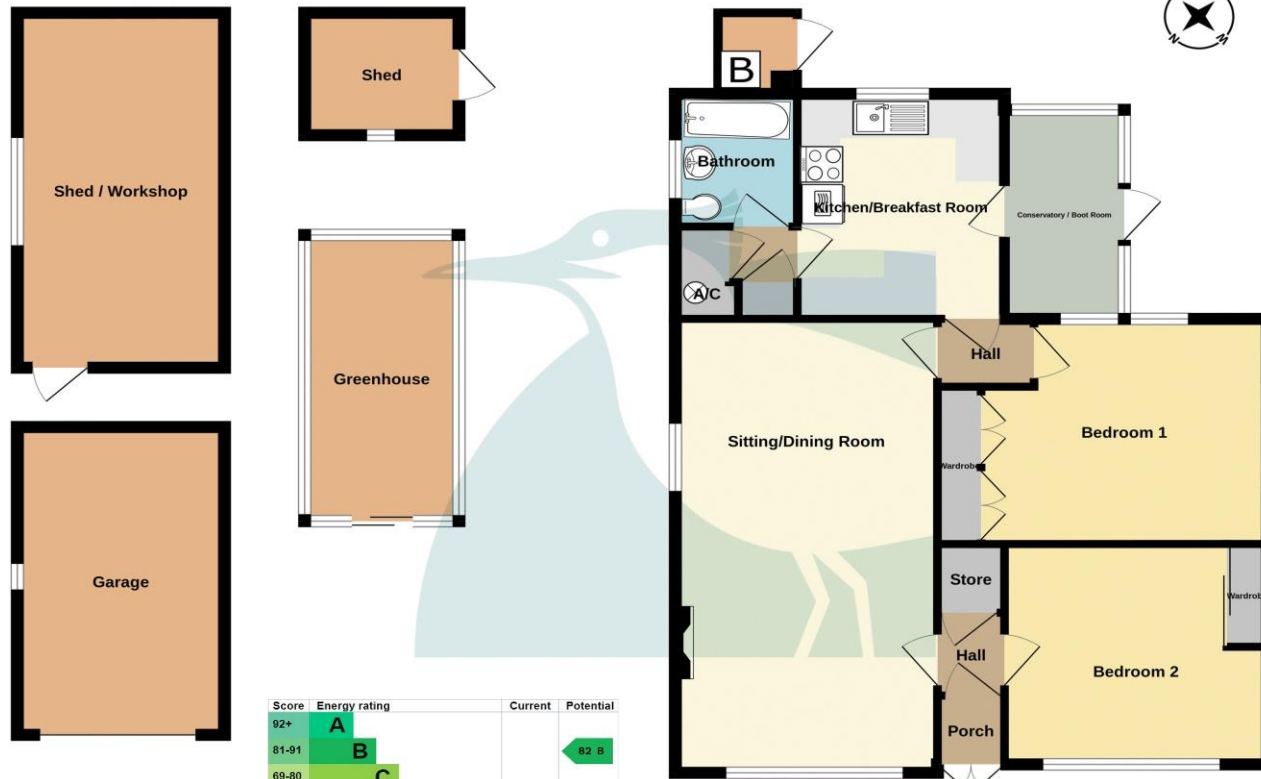 N
W
Shed / Workshop
Shed
B
Bathroom
Kitchen/Breakfast Room
Conservatory / Boot Room
A/C
Greenhouse
Hall
Sitting/Dining Room
Wardrobe
Bedroom 1
Garage
Store
Hall
Wardrob
Bedroom 2
Porch
Score Energy rating Current Potential
92+ A
81-91 B 82 B
69-80 C